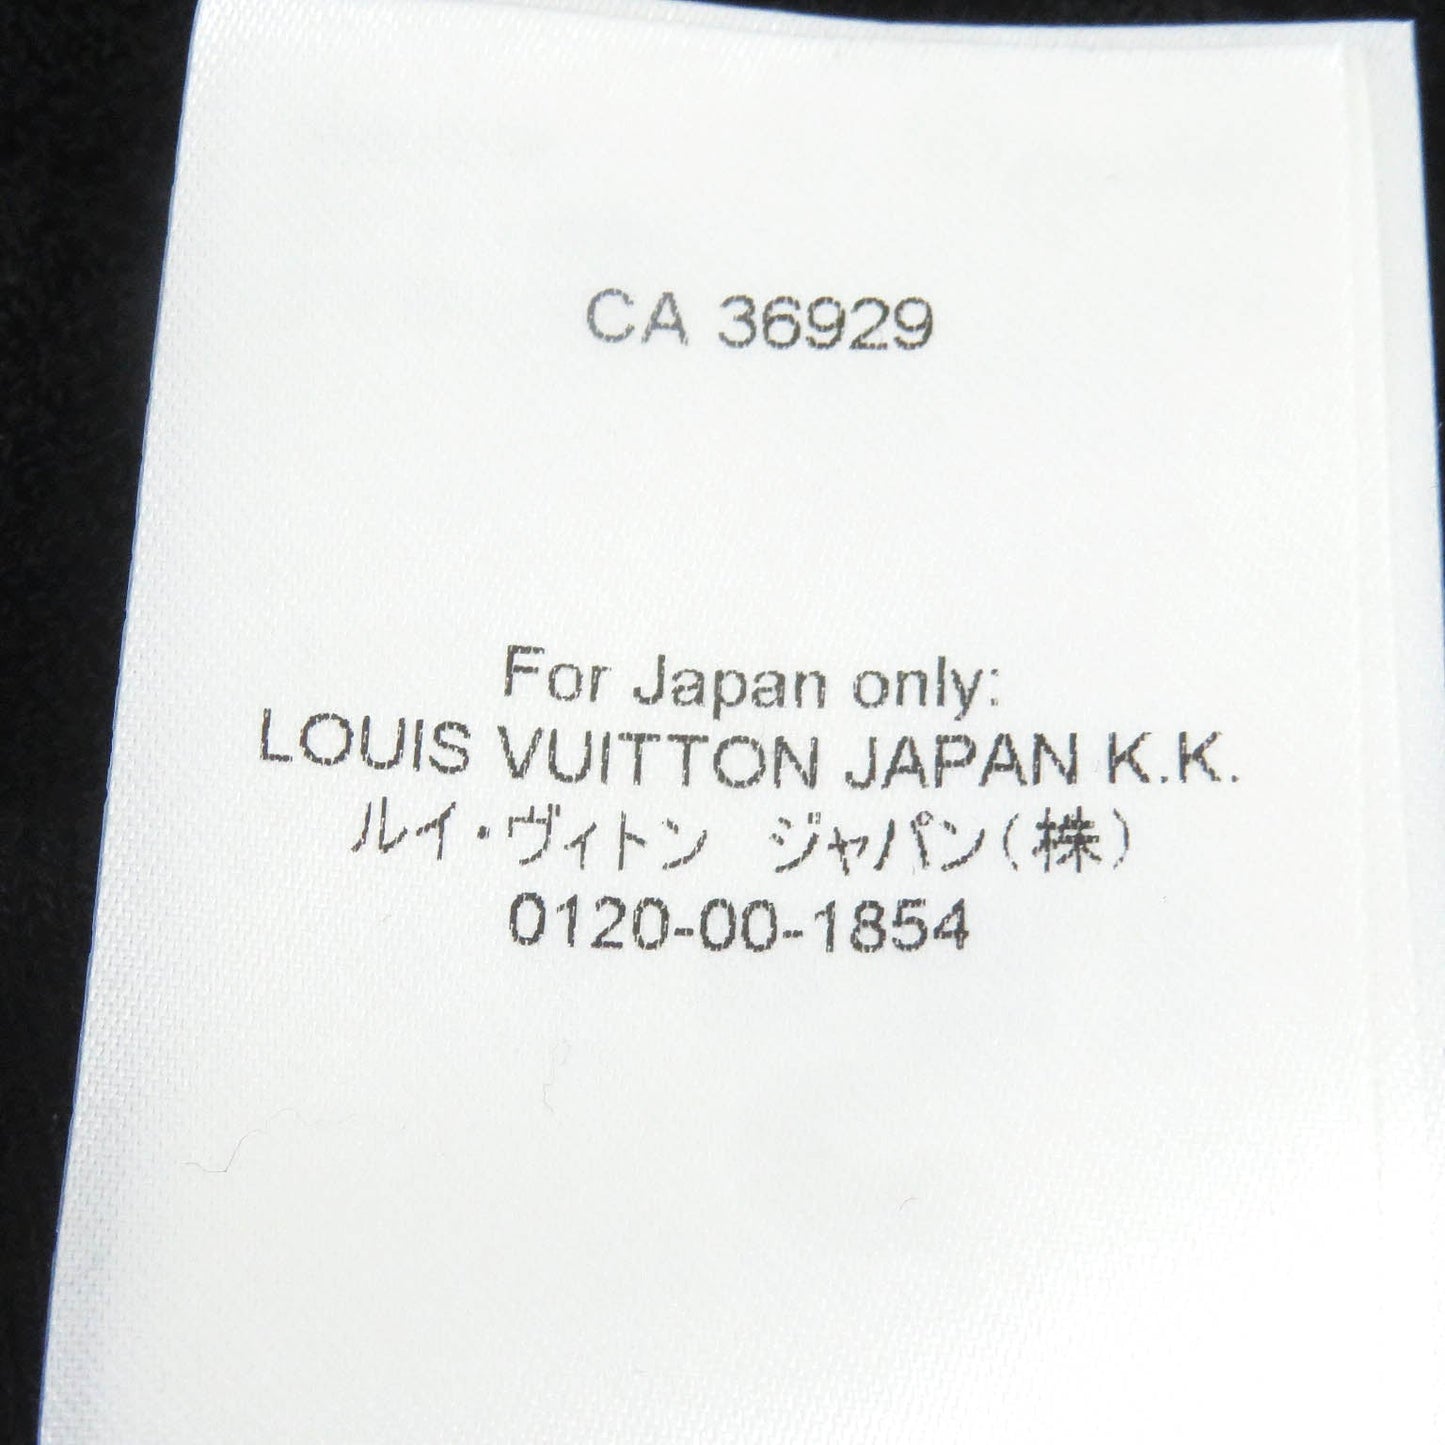 CA 36929
For Japan only:
LOUIS VUITTON JAPAN K.K.
ルイ・ヴィトン　ジャパン(株)
0120-00-1854